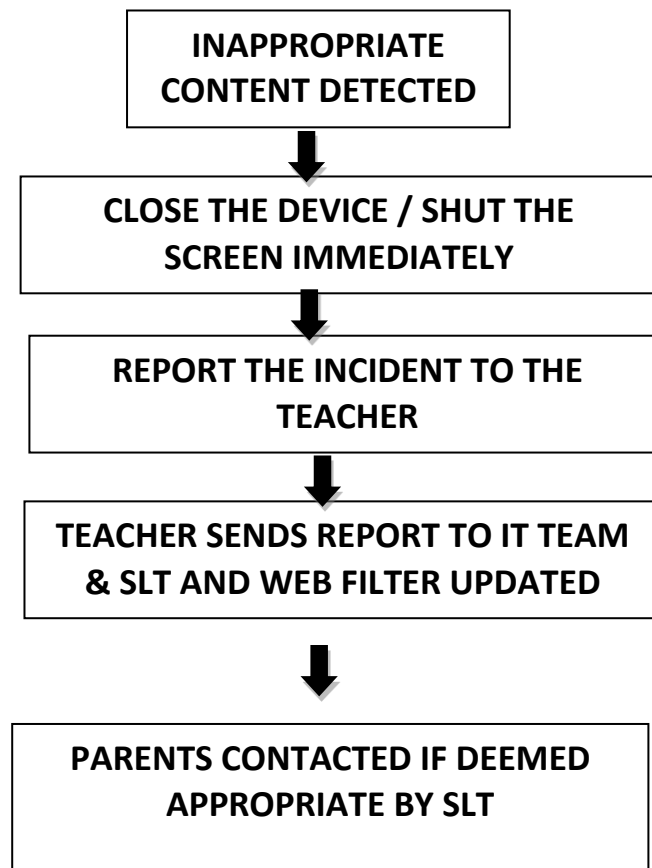 INAPPROPRIATE
CONTENT DETECTED
CLOSE THE DEVICE / SHUT THE
SCREEN IMMEDIATELY
REPORT THE INCIDENT TO THE
TEACHER
TEACHER SENDS REPORT TO IT TEAM
& SLT AND WEB FILTER UPDATED
PARENTS CONTACTED IF DEEMED
APPROPRIATE BY SLT